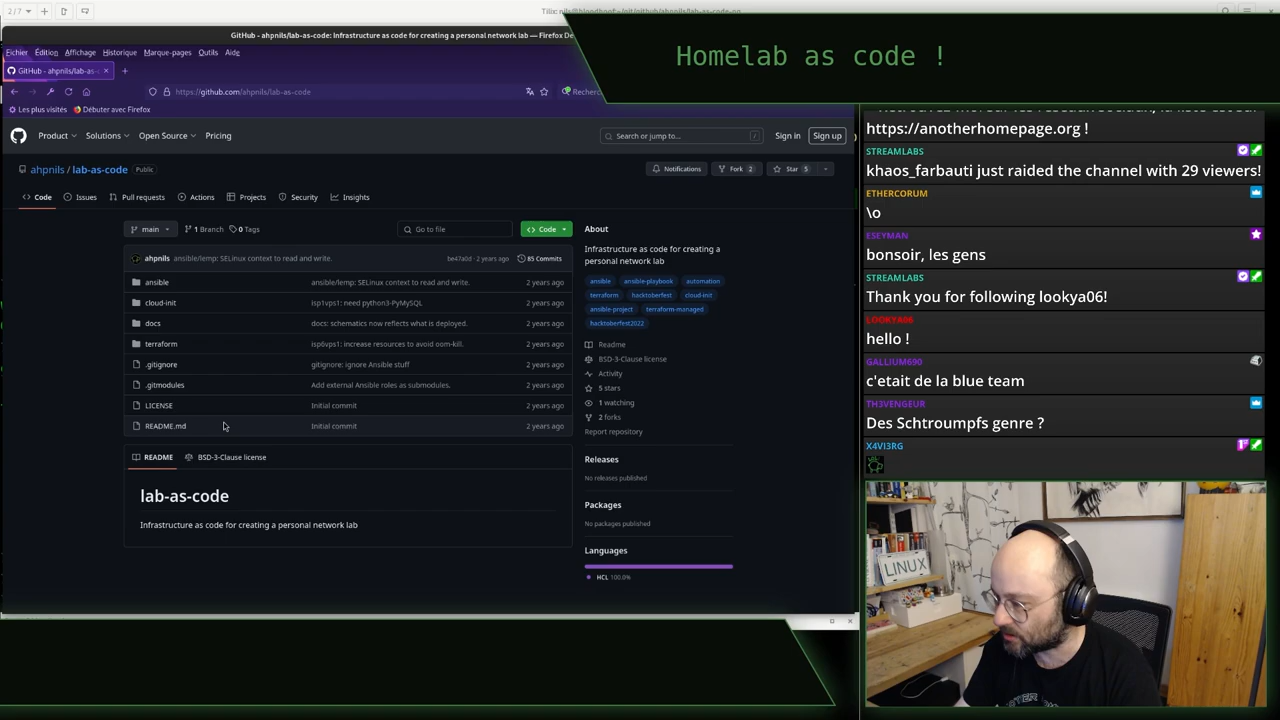 2/7
GitHub - ahpnils/lab-as-code: Infrastructure as code for creating a personal network lab — Firefox De
Homelab as code !
Fichier Édition Affichage Historique Marque-pages Outils Aide
GitHub - ahpnils/lab-as-c
https://github.com/ahpnils/lab-as-code
Recherc
Les plus visités Débuter avec Firefox
Product Solutions Open Source Pricing
Search or jump to... /
Sign in Sign up
ahpnils / lab-as-code Public
Notifications Fork 2 Star 5
Code Issues Pull requests Actions Projects Security Insights
main 1 Branch 0 Tags Go to file Code
ahpnils ansible/lemp: SELinux context to read and write. be47a0d · 2 years ago 85 Commits
ansible ansible/lemp: SELinux context to read and write. 2 years ago
cloud-init isp1vps1: need python3-PyMySQL 2 years ago
docs docs: schematics now reflects what is deployed. 2 years ago
terraform isp6vps1: increase resources to avoid oom-kill. 2 years ago
.gitignore gitignore: ignore Ansible stuff 2 years ago
.gitmodules Add external Ansible roles as submodules. 2 years ago
LICENSE Initial commit 2 years ago
README.md Initial commit 2 years ago
README BSD-3-Clause license
lab-as-code
Infrastructure as code for creating a personal network lab
About
Infrastructure as code for creating a
personal network lab
ansible ansible-playbook automation
terraform hacktoberfest cloud-init
ansible-project terraform-managed
hacktoberfest2022
Readme
BSD-3-Clause license
Activity
5 stars
1 watching
2 forks
Report repository
Releases
No releases published
Packages
No packages published
Languages
HCL 100.0%
https://anotherhomepage.org !
STREAMLABS
khaos_farbauti just raided the channel with 29 viewers!
ETHERCORUM
\o
ESEYMAN
bonsoir, les gens
STREAMLABS
Thank you for following lookya06!
LOOKYA06
hello !
GALLIUM690
c'etait de la blue team
TH3VENGEUR
Des Schtroumpfs genre ?
X4VI3RG
LINUX